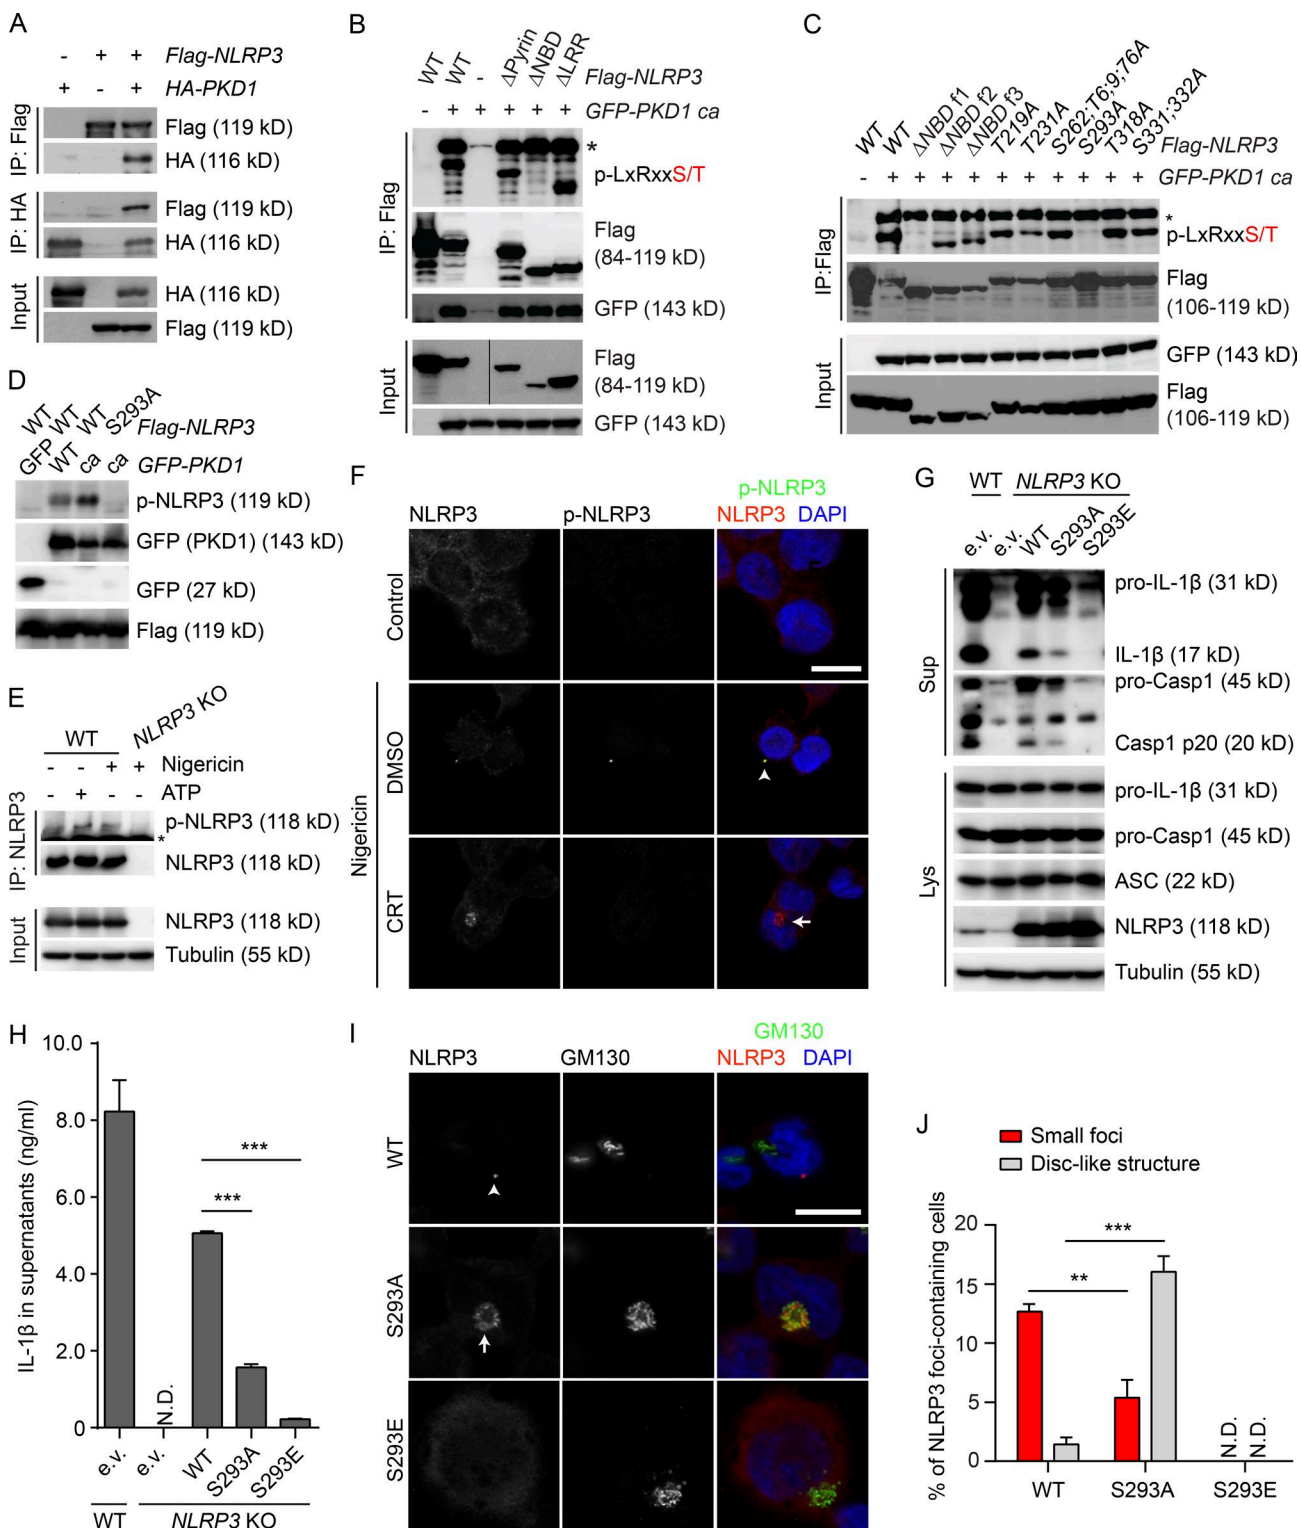 A
- + + Flag-NLRP3
+ - + HA-PKD1
IP: Flag
Flag (119 kD)
HA (116 kD)
IP: HA
Flag (119 kD)
HA (116 kD)
Input
HA (116 kD)
Flag (119 kD)
B
WT WT - ΔPyrin ΔNBD ΔLRR Flag-NLRP3
- + + + + + GFP-PKD1 ca
IP: Flag
*
p-LxRxxS/T
Flag
(84-119 kD)
GFP (143 kD)
Input
Flag
(84-119 kD)
GFP (143 kD)
C
WT WT ΔNBD f1 ΔNBD f2 ΔNBD f3 T219A T231A S262;T6;9;76A S293A T318A S331;332A Flag-NLRP3
- + + + + + + + + + + GFP-PKD1 ca
IP:Flag
*
p-LxRxxS/T
Flag
(106-119 kD)
Input
GFP (143 kD)
Flag
(106-119 kD)
D
WT WT WT S293A Flag-NLRP3
GFP WT ca ca GFP-PKD1
p-NLRP3 (119 kD)
GFP (PKD1) (143 kD)
GFP (27 kD)
Flag (119 kD)
E
WT NLRP3 KO
- - + + Nigericin
- + - - ATP
IP: NLRP3
p-NLRP3 (118 kD)
*
NLRP3 (118 kD)
Input
NLRP3 (118 kD)
Tubulin (55 kD)
F
p-NLRP3
NLRP3 p-NLRP3 NLRP3 DAPI
Control
Nigericin
DMSO
CRT
G
WT NLRP3 KO
e.v. e.v. WT S293A S293E
Sup
pro-IL-1β (31 kD)
IL-1β (17 kD)
pro-Casp1 (45 kD)
Casp1 p20 (20 kD)
Lys
pro-IL-1β (31 kD)
pro-Casp1 (45 kD)
ASC (22 kD)
NLRP3 (118 kD)
Tubulin (55 kD)
H
IL-1β in supernatants (ng/ml)
10.0
8.0
6.0
4.0
2.0
0
***
***
N.D.
e.v. e.v. WT S293A S293E
WT NLRP3 KO
I
GM130
NLRP3 GM130 NLRP3 DAPI
WT
S293A
S293E
J
Small foci
Disc-like structure
% of NLRP3 foci-containing cells
20
15
10
5
0
***
**
N.D. N.D.
WT S293A S293E